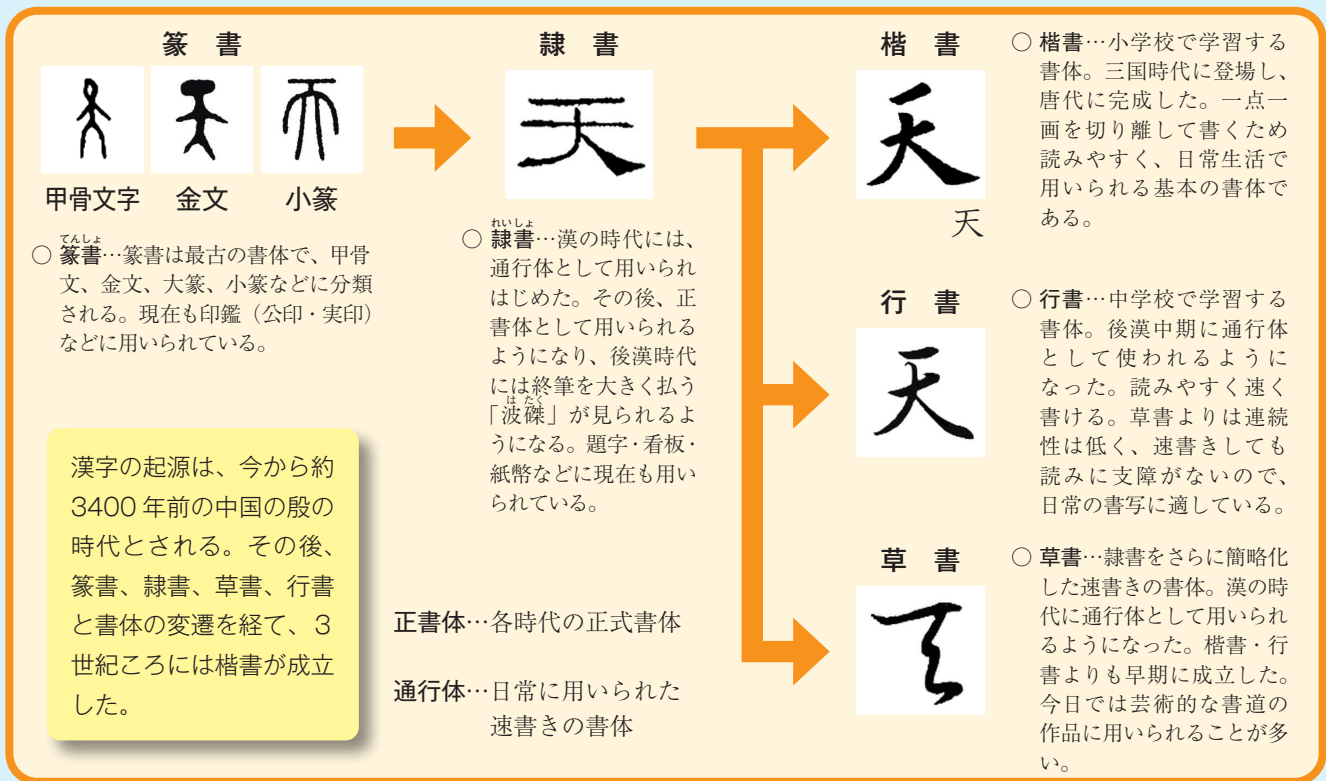 篆　書
甲骨文字　金文　小篆
○ 篆書…篆書は最古の書体で、甲骨
てんしょ
文、金文、大篆、小篆などに分類
される。現在も印鑑（公印・実印）
などに用いられている。
漢字の起源は、今から約
3400 年前の中国の殷の
時代とされる。その後、
篆書、隷書、草書、行書
と書体の変遷を経て、３
世紀ころには楷書が成立
した。
隷　書
天
○ 隷書…漢の時代には、
れいしょ
通行体として用いられ
はじめた。その後、正
書体として用いられる
ようになり、後漢時代
には終筆を大きく払う
「波磔」が見られるよ
は たく
うになる。題字・看板・
紙幣などに現在も用い
られている。
正書体…各時代の正式書体
通行体…日常に用いられた
速書きの書体
楷　書
天
天
○ 楷書…小学校で学習する
書体。三国時代に登場し、
唐代に完成した。一点一
画を切り離して書くため
読みやすく、日常生活で
用いられる基本の書体で
ある。
行　書
天
○ 行書…中学校で学習する
書体。後漢中期に通行体
として使われるように
なった。読みやすく速く
書ける。草書よりは連続
性は低く、速書きしても
読みに支障がないので、
日常の書写に適している。
草　書
天
○ 草書…隷書をさらに簡略化
した速書きの書体。漢の時
代に通行体として用いられ
るようになった。楷書・行
書よりも早期に成立した。
今日では芸術的な書道の
作品に用いられることが多
い。